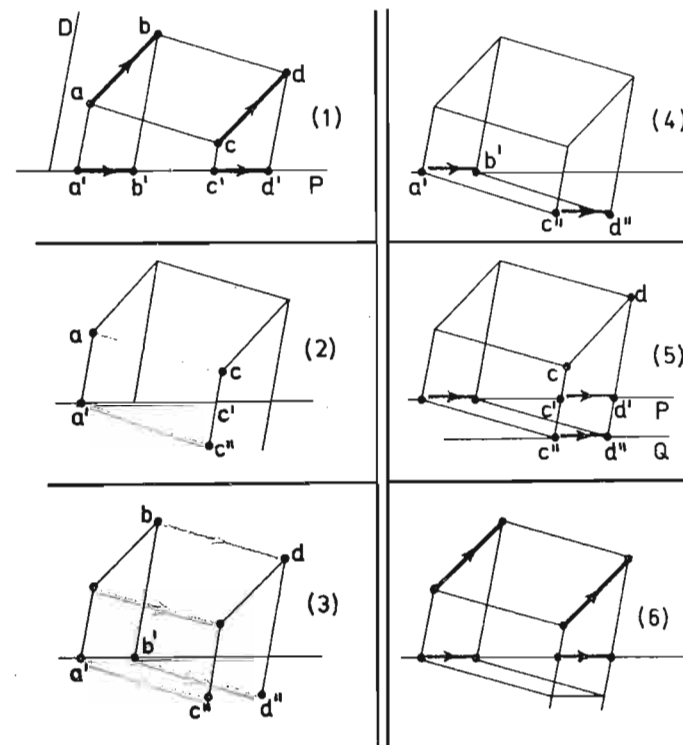 D
b
a
d
(1)
c
a' b' c' d' P
(4)
b'
a'
c" d"
a
c
(2)
c'
a'
c"
d
(5)
c
c' d' P
c" d" Q
b
d
(3)
b'
a'
c" d"
(6)